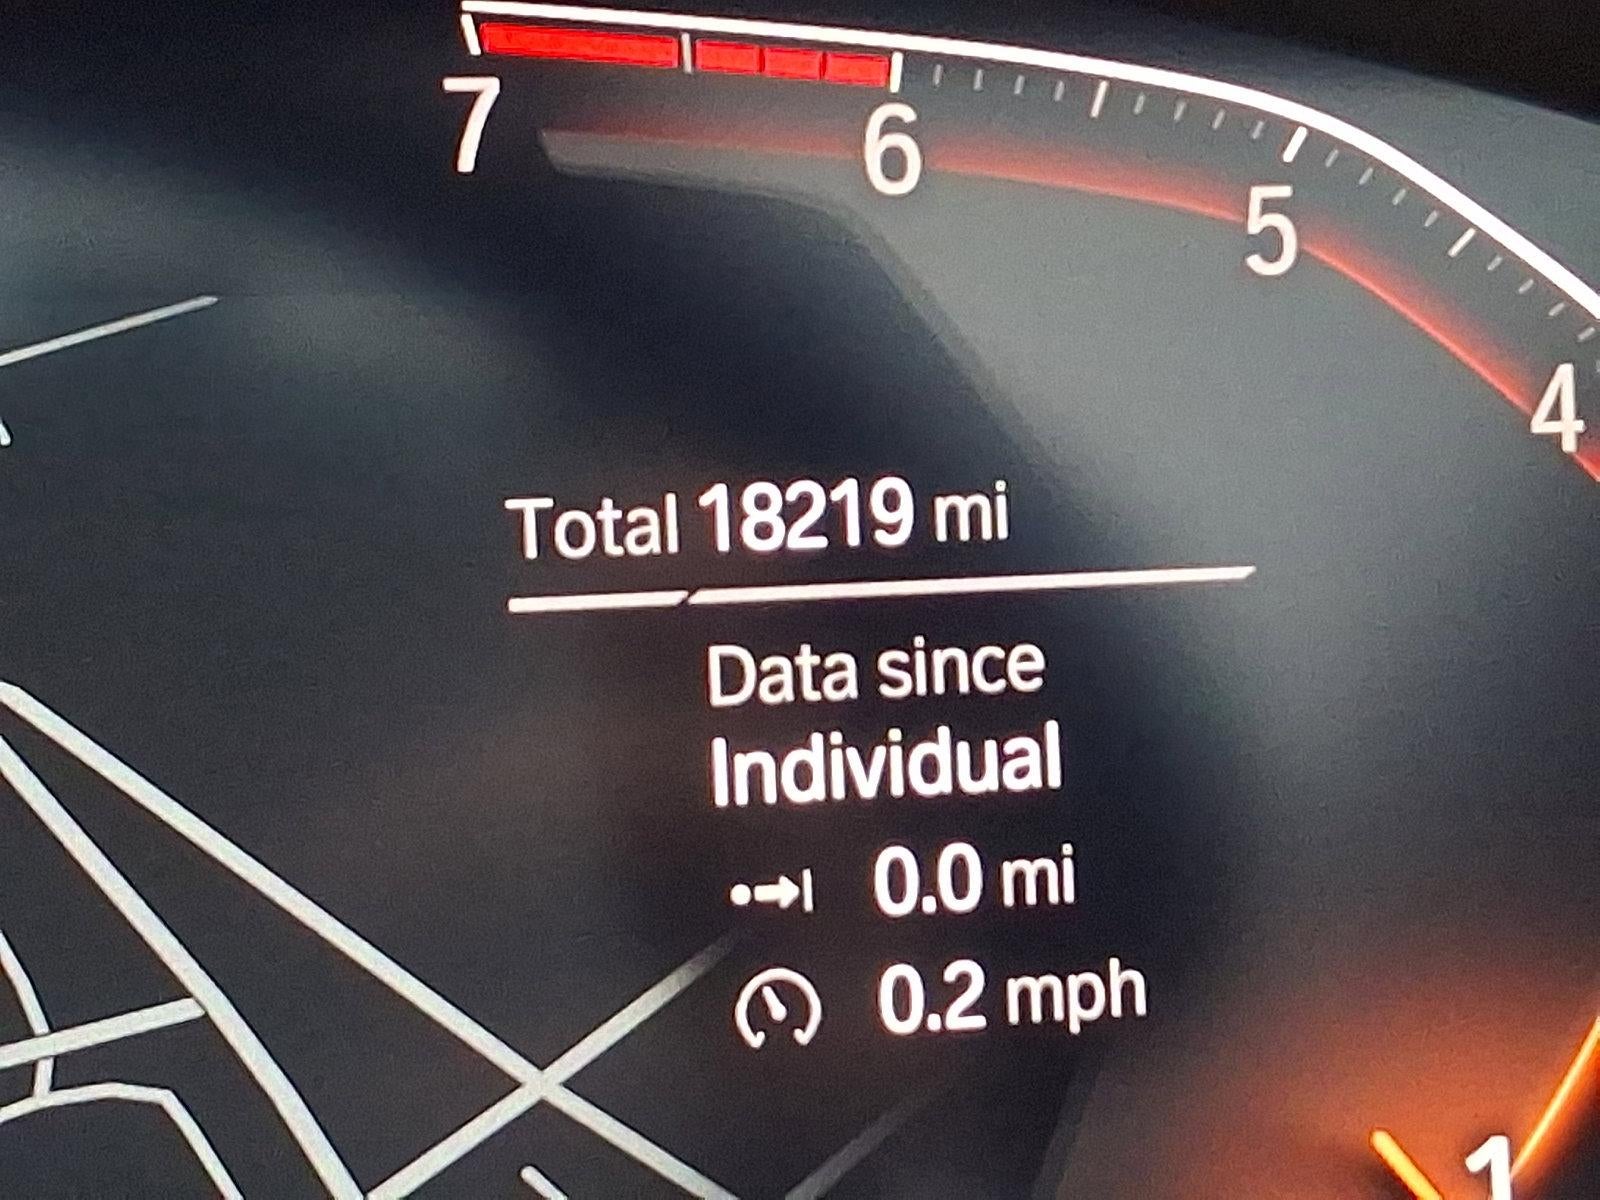 7
6
5
4
Total 18219 mi
Data since
Individual
0.0 mi
0.2 mph
1